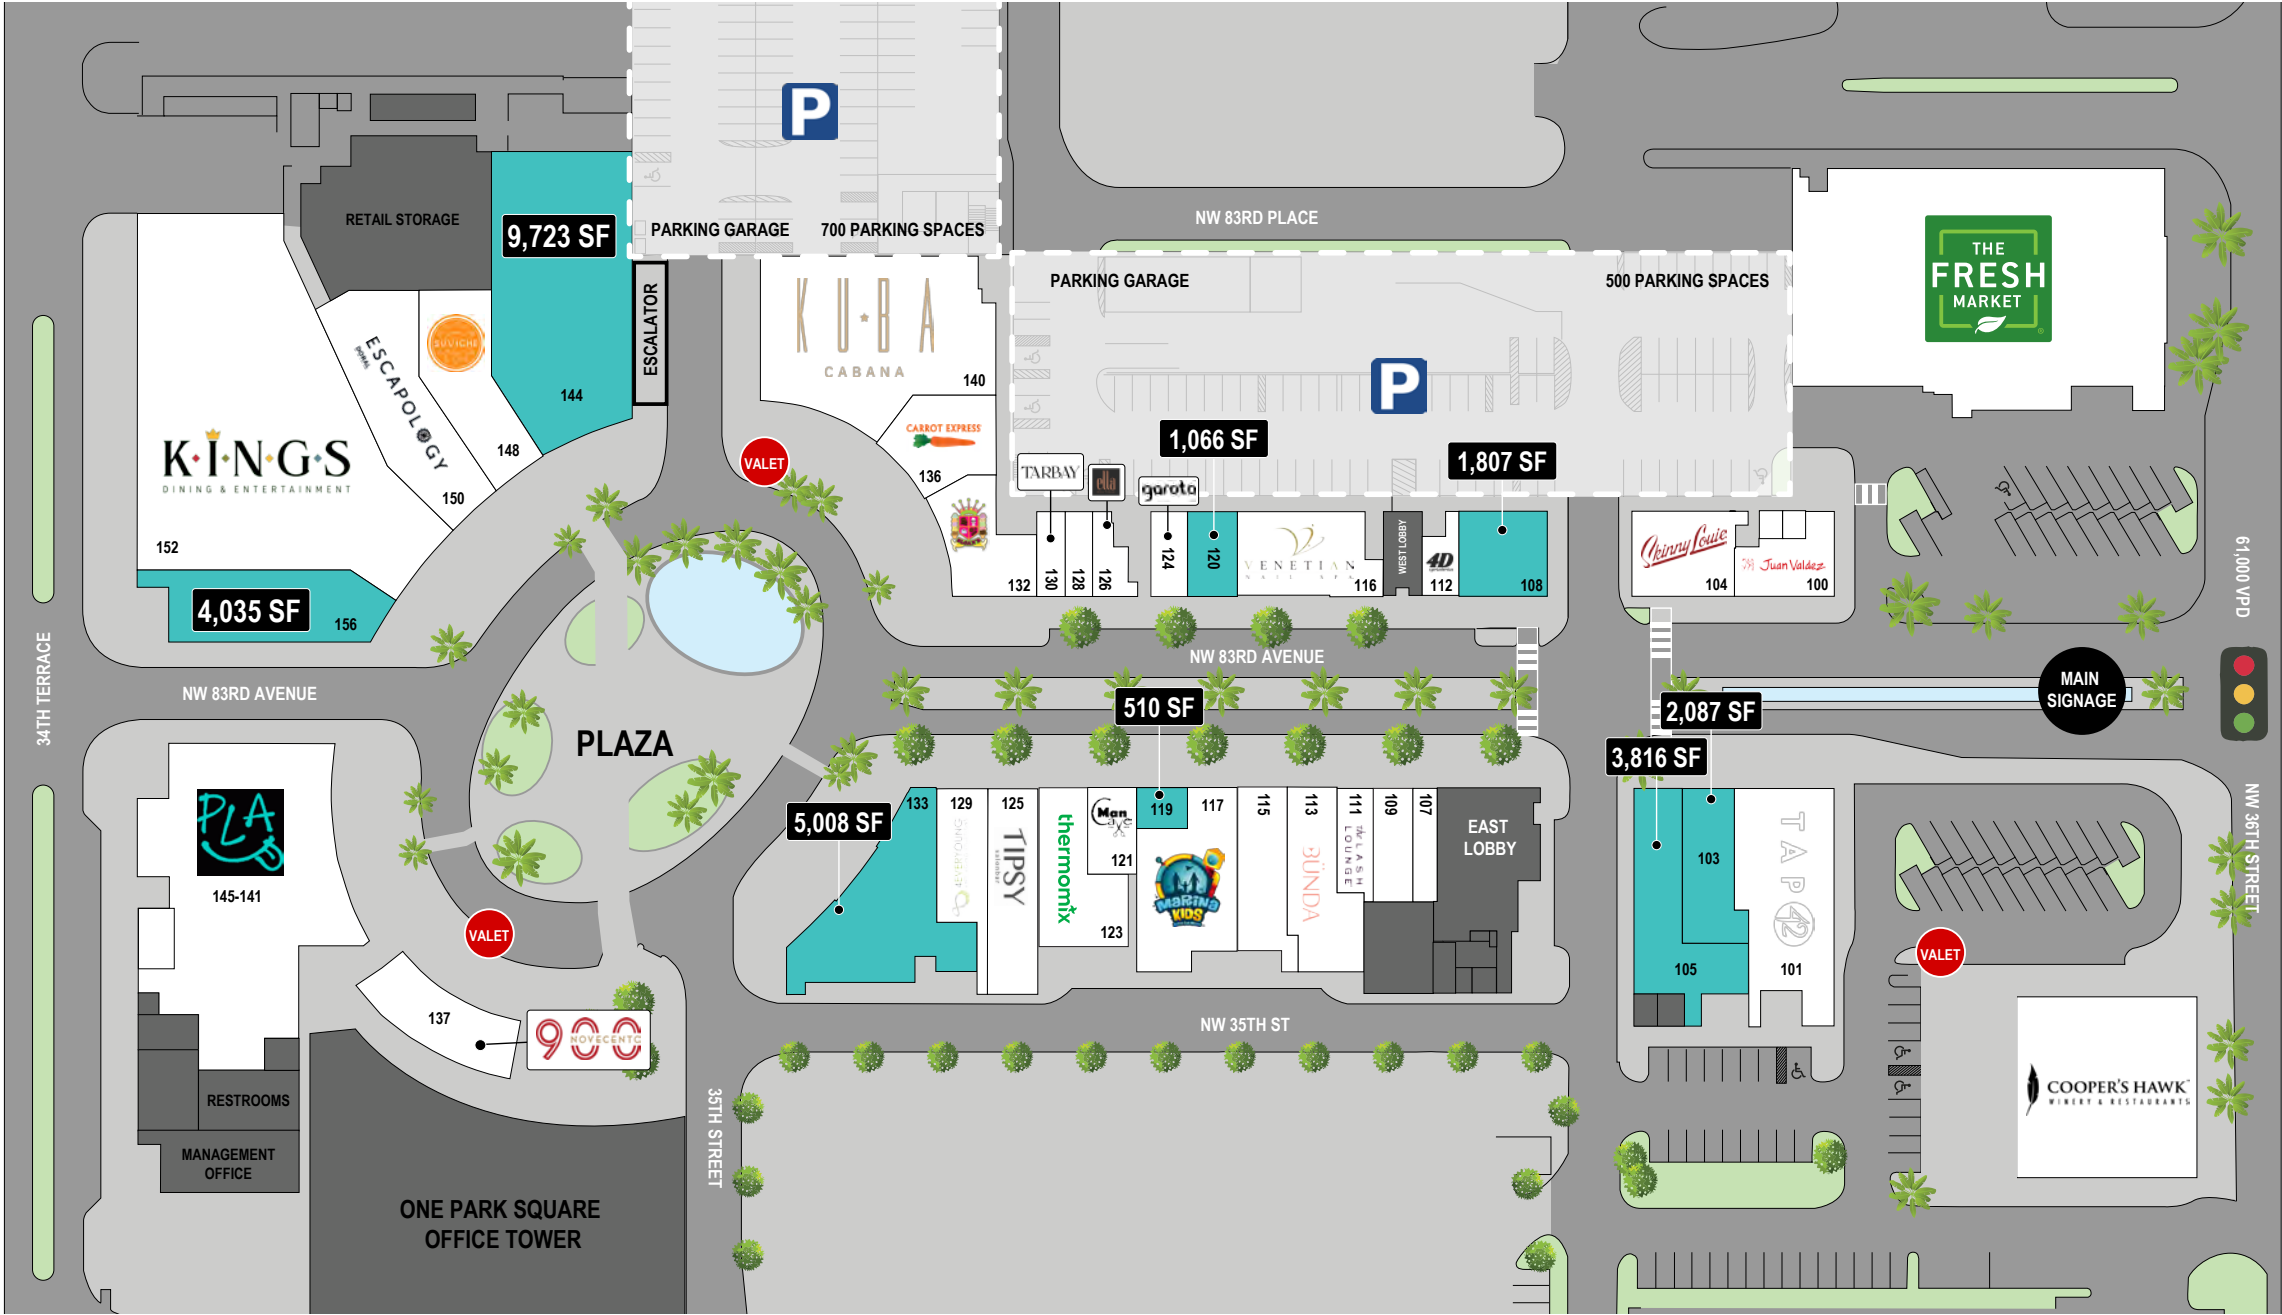 RETAIL STORAGE
9,723 SF
PARKING GARAGE
700 PARKING SPACES
ESCALATOR
144
SUVICHE
148
ESCAPOLOGY
DORAL
150
K·I·N·G·S
DINING & ENTERTAINMENT
152
4,035 SF
156
34TH TERRACE
NW 83RD AVENUE
KUBA
CABANA
140
CARROT EXPRESS
136
VALET
132
NW 83RD PLACE
PARKING GARAGE
500 PARKING SPACES
P
P
TARBAY
130
128
ella
126
garota
124
1,066 SF
120
VENETIAN
116
WEST LOBBY
4D
112
1,807 SF
108
Skinny Louie
104
Juan Valdez
100
THE
FRESH
MARKET
61,000 VPD
NW 83RD AVENUE
MAIN
SIGNAGE
PLAZA
PLA
145-141
VALET
137
900
NOVECENTO
RESTROOMS
MANAGEMENT
OFFICE
ONE PARK SQUARE
OFFICE TOWER
35TH STREET
5,008 SF
133
129
125
TIPSY
thermomix
123
Man
121
510 SF
119
117
MARINA
KIDS
115
113
BÜNDA
111
the LASH
LOUNGE
109
107
EAST
LOBBY
NW 35TH ST
2,087 SF
3,816 SF
103
105
TAP 42
101
VALET
NW 36TH STREET
COOPER'S HAWK
WINERY & RESTAURANTS